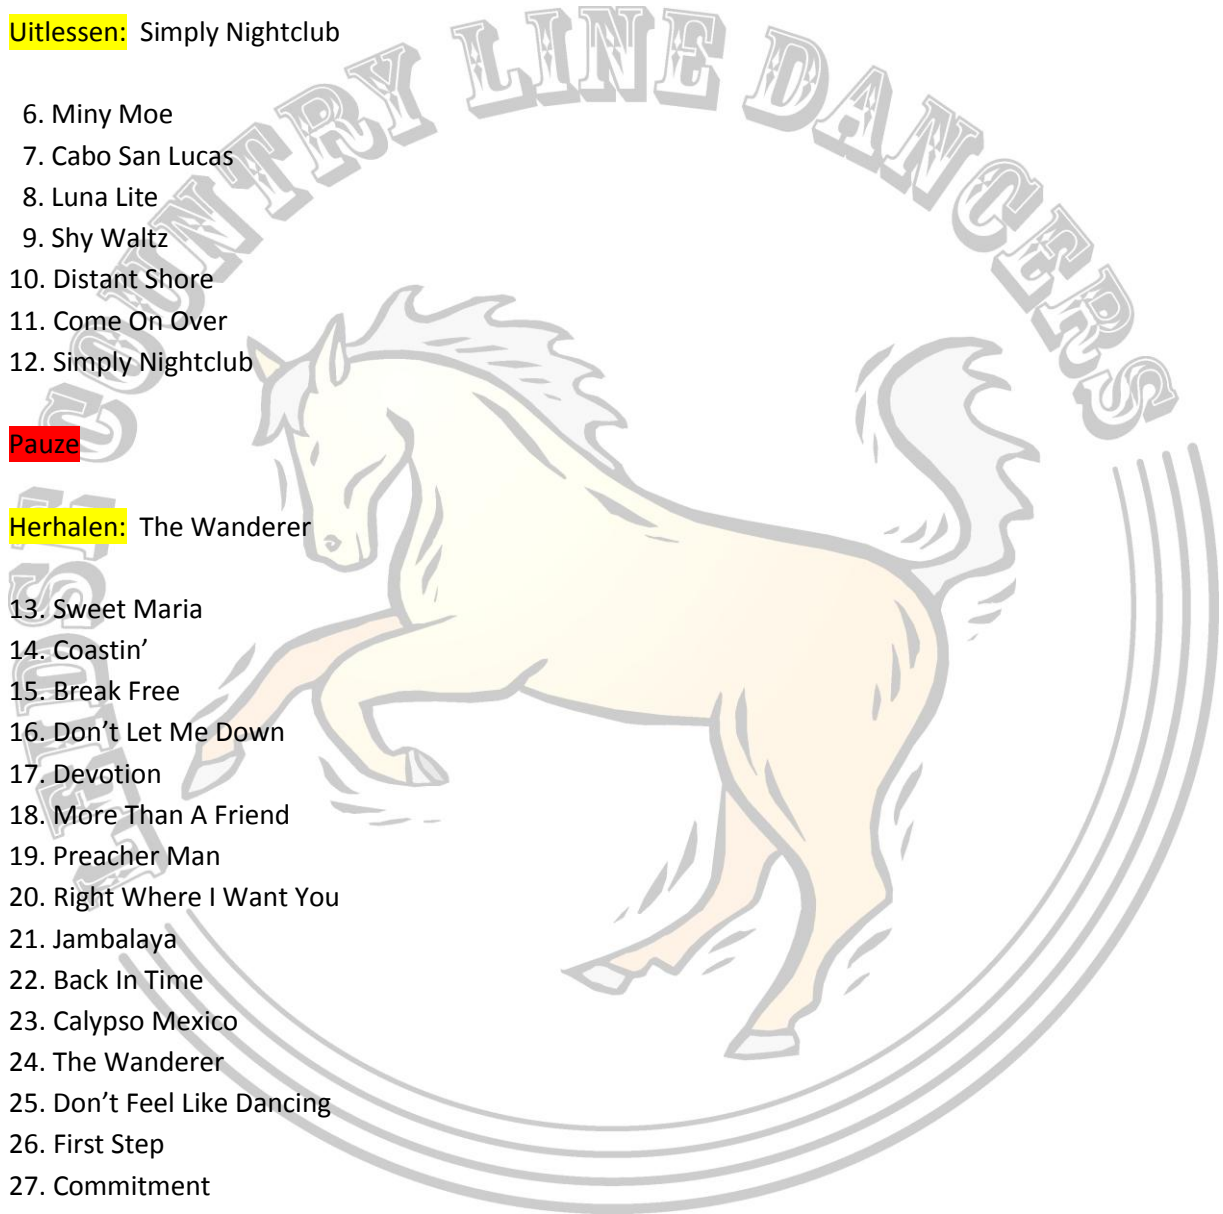 COUNTRY LINE DANCERS
Uitlessen: Simply Nightclub
6. Miny Moe
7. Cabo San Lucas
8. Luna Lite
9. Shy Waltz
10. Distant Shore
11. Come On Over
12. Simply Nightclub
Pauze
Herhalen: The Wanderer
13. Sweet Maria
14. Coastin’
15. Break Free
16. Don’t Let Me Down
17. Devotion
18. More Than A Friend
19. Preacher Man
20. Right Where I Want You
21. Jambalaya
22. Back In Time
23. Calypso Mexico
24. The Wanderer
25. Don’t Feel Like Dancing
26. First Step
27. Commitment